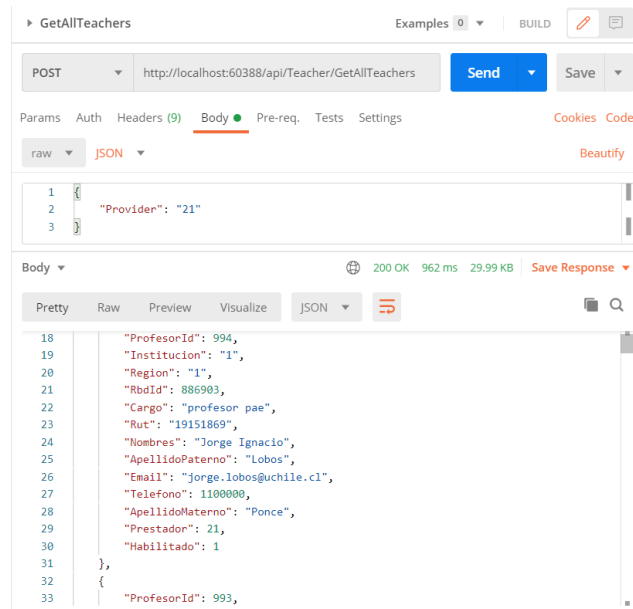 GetAllTeachers Examples 0 BUILD
POST http://localhost:60388/api/Teacher/GetAllTeachers Send Save
Params Auth Headers (9) Body Pre-req. Tests Settings Cookies Code
raw JSON Beautify
1 {
2 "Provider": "21"
3 }
Body 200 OK 962 ms 29.99 KB Save Response
Pretty Raw Preview Visualize JSON
18 "ProfesorId": 994,
19 "Institucion": "1",
20 "Region": "1",
21 "RbdId": 886903,
22 "Cargo": "profesor pae",
23 "Rut": "19151869",
24 "Nombres": "Jorge Ignacio",
25 "ApellidoPaterno": "Lobos",
26 "Email": "jorge.lobos@uchile.cl",
27 "Telefono": 1100000,
28 "ApellidoMaterno": "Ponce",
29 "Prestador": 21,
30 "Habilitado": 1
31 },
32 {
33 "ProfesorId": 993,